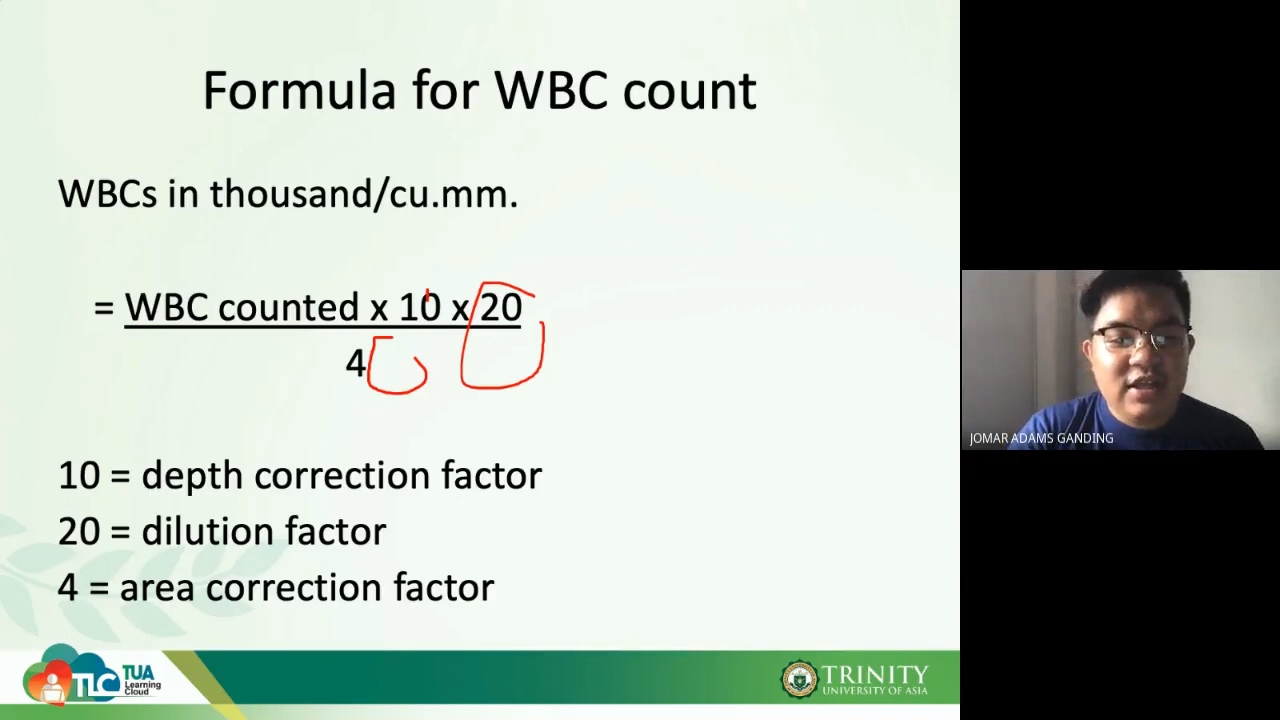 Formula for WBC count
WBCs in thousand/cu.mm.
= WBC counted x 10 x 20
4
10 = depth correction factor
20 = dilution factor
4 = area correction factor
JOMAR ADAMS GANDING
TLC TUA
Learning
Cloud
TRINITY
UNIVERSITY OF ASIA